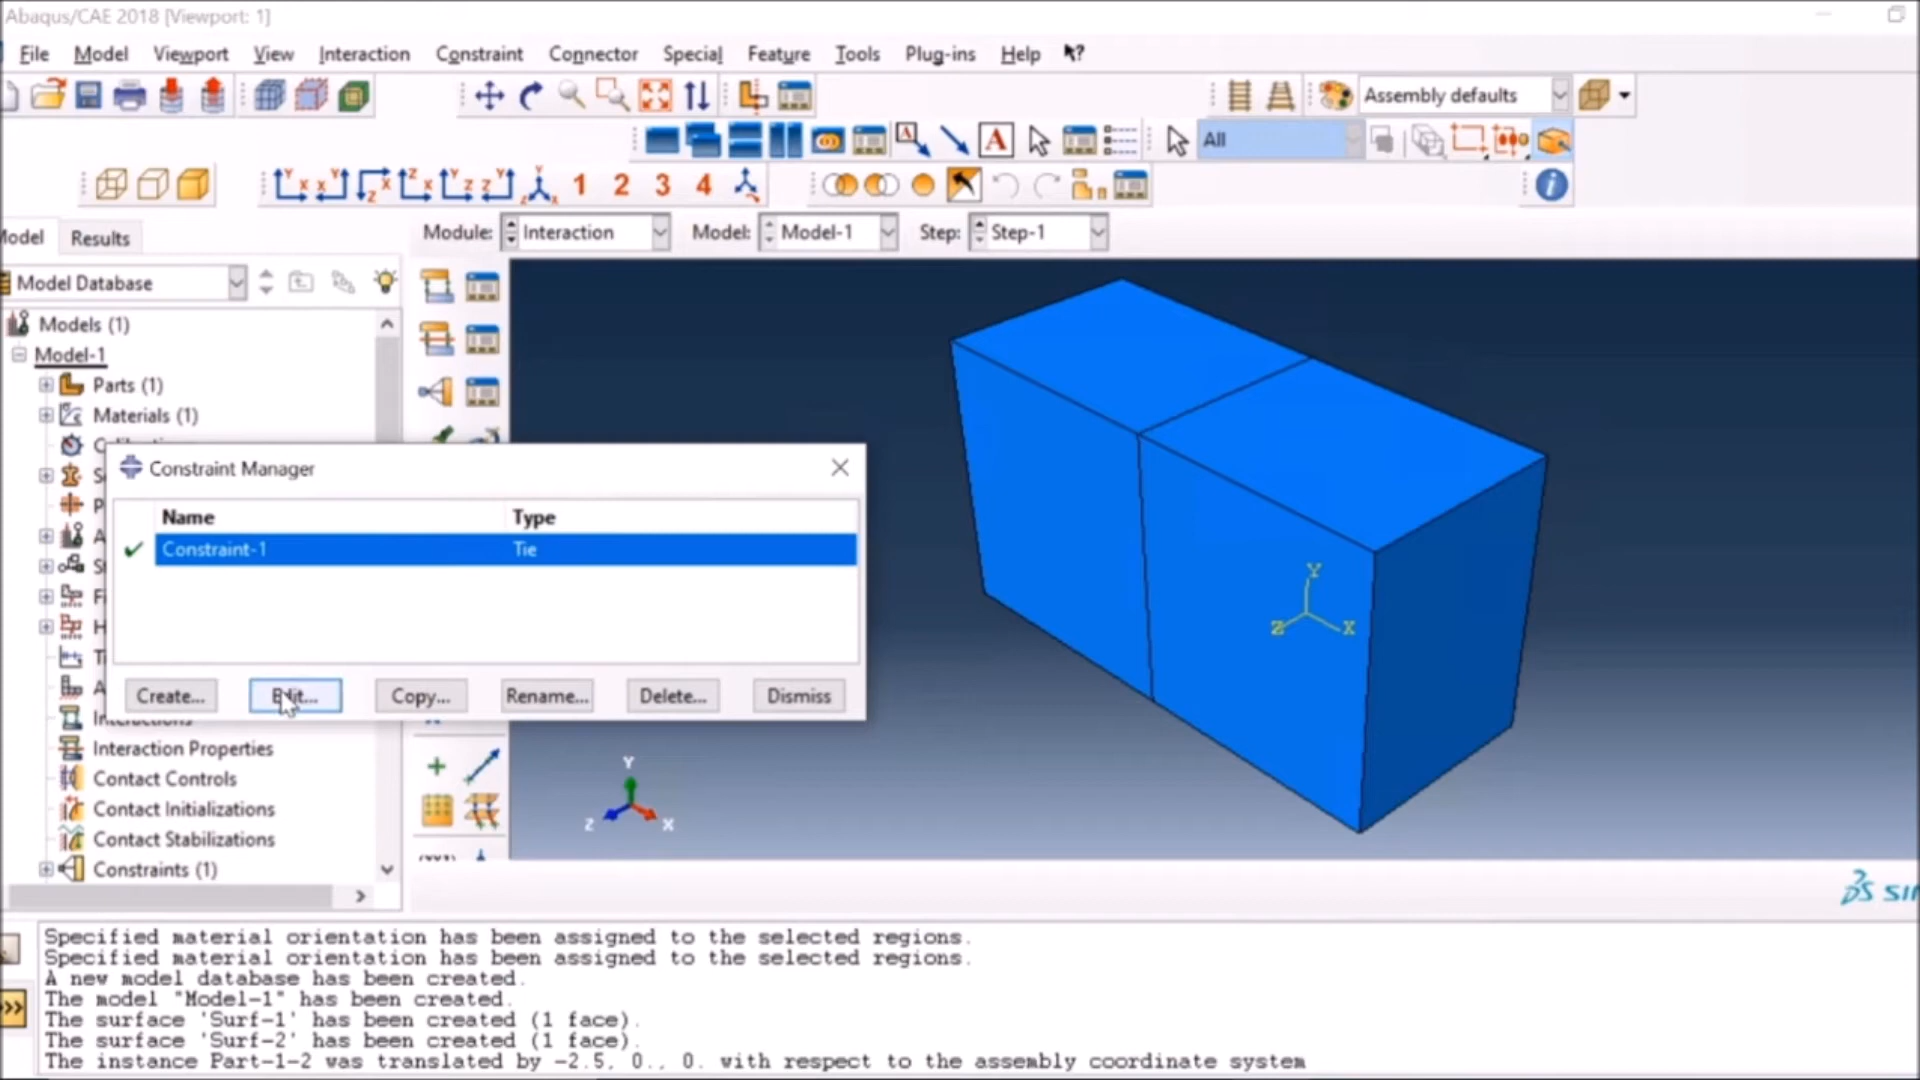 Abaqus/CAE 2018 [Viewport: 1]
File Model Viewport View Interaction Constraint Connector Special Feature Tools Plug-ins Help
Assembly defaults
A A All
1 2 3 4
Model Results Module: Interaction Model: Model-1 Step: Step-1
Model Database
Models (1)
Model-1
Parts (1)
Materials (1)
Constraint Manager
Name Type
Constraint-1 Tie
Create... Edit... Copy... Rename... Delete... Dismiss
Interactions
Interaction Properties
Contact Controls
Contact Initializations
Contact Stabilizations
Constraints (1)
Y
Z X
Y
Z X
Specified material orientation has been assigned to the selected regions.
Specified material orientation has been assigned to the selected regions.
A new model database has been created.
The model "Model-1" has been created.
The surface 'Surf-1' has been created (1 face).
The surface 'Surf-2' has been created (1 face).
The instance Part-1-2 was translated by -2.5, 0., 0. with respect to the assembly coordinate system